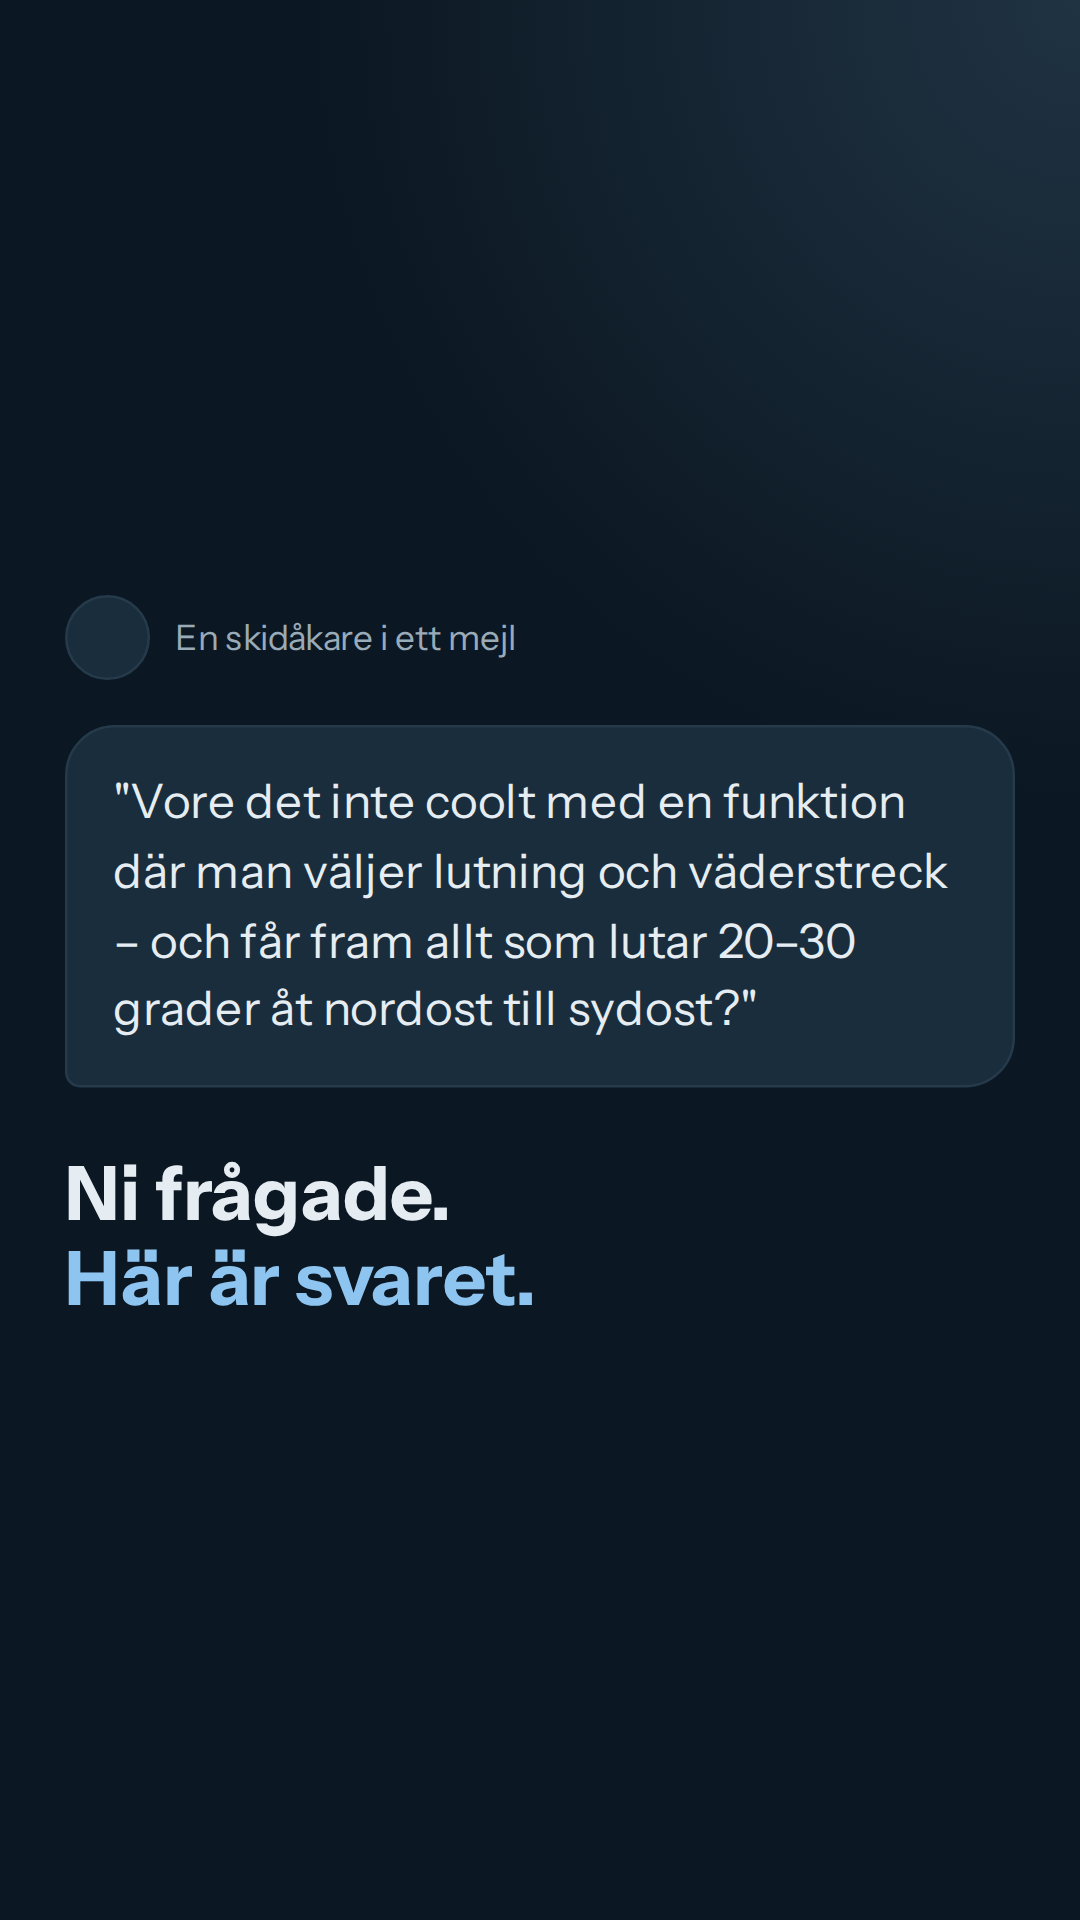 En skidåkare i ett mejl
"Vore det inte coolt med en funktion
där man väljer lutning och väderstreck
– och får fram allt som lutar 20–30
grader åt nordost till sydost?"
Ni frågade.
Här är svaret.